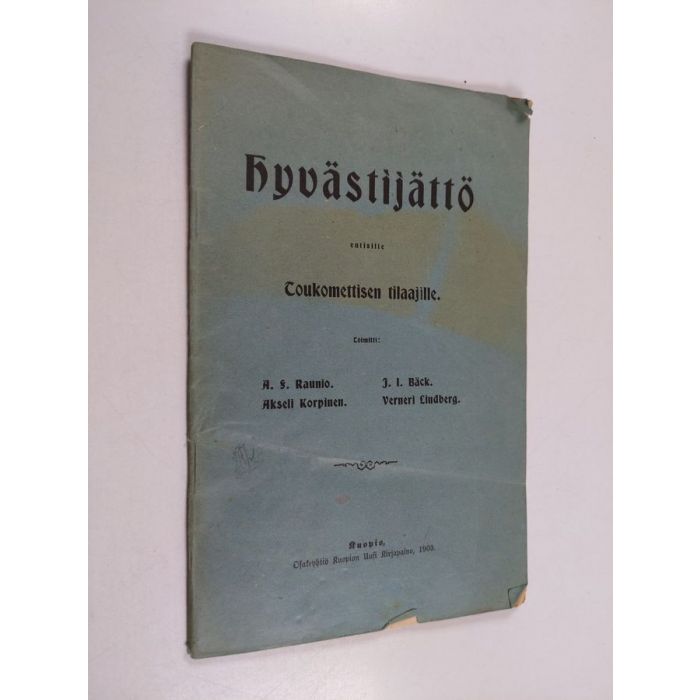 Hyvästijättö
entisille
Toukomettisen tilaajille.
Toimitti:
A. F. Raunio. J. I. Bäck.
Akseli Korpinen. Verneri Lindberg.
Kuopio,
Osakeyhtiö Kuopion Uusi Kirjapaino, 1903.